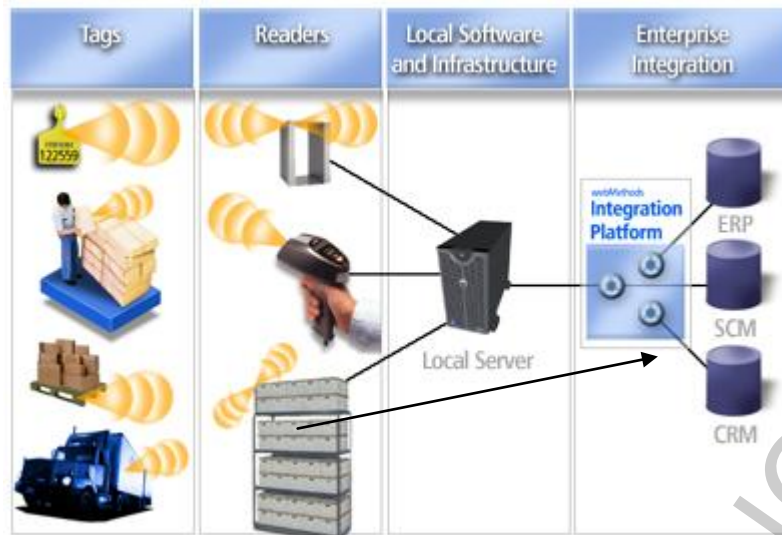 Tags
Readers
Local Software
and Infrastructure
Enterprise
Integration
122559
webMethods
Integration
Platform
ERP
SCM
CRM
Local Server